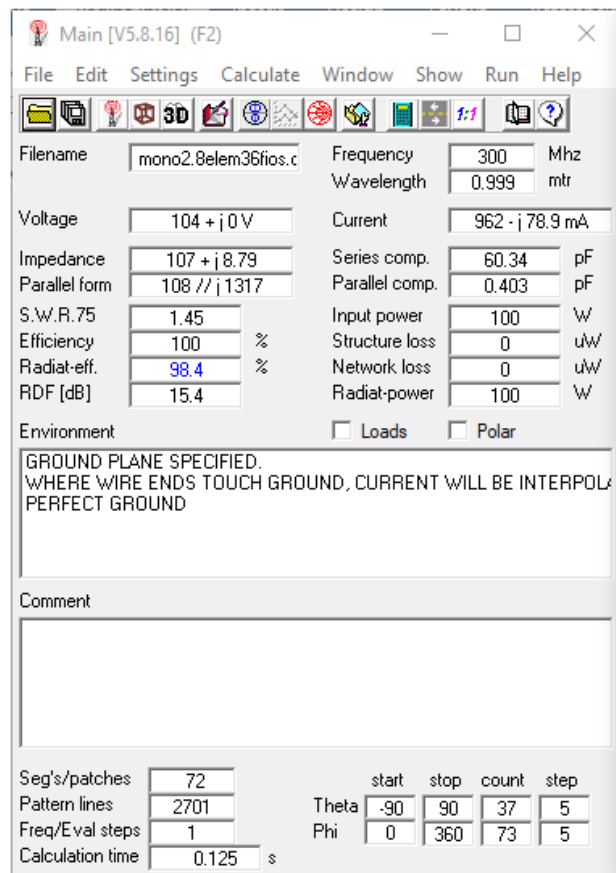 Main [V5.8.16] (F2)
File Edit Settings Calculate Window Show Run Help
3D 1:1
Filename mono2.8elem36fios.c Frequency 300 Mhz
Wavelength 0.999 mtr
Voltage 104 + j 0 V Current 962 - j 78.9 mA
Impedance 107 + j 8.79 Series comp. 60.34 pF
Parallel form 108 // j 1317 Parallel comp. 0.403 pF
S.W.R.75 1.45 Input power 100 W
Efficiency 100 % Structure loss 0 uW
Radiat-eff. 98.4 % Network loss 0 uW
RDF [dB] 15.4 Radiat-power 100 W
Environment Loads Polar
GROUND PLANE SPECIFIED.
WHERE WIRE ENDS TOUCH GROUND, CURRENT WILL BE INTERPOLA
PERFECT GROUND
Comment
Seg's/patches 72 start stop count step
Pattern lines 2701 Theta -90 90 37 5
Freq/Eval steps 1 Phi 0 360 73 5
Calculation time 0.125 s